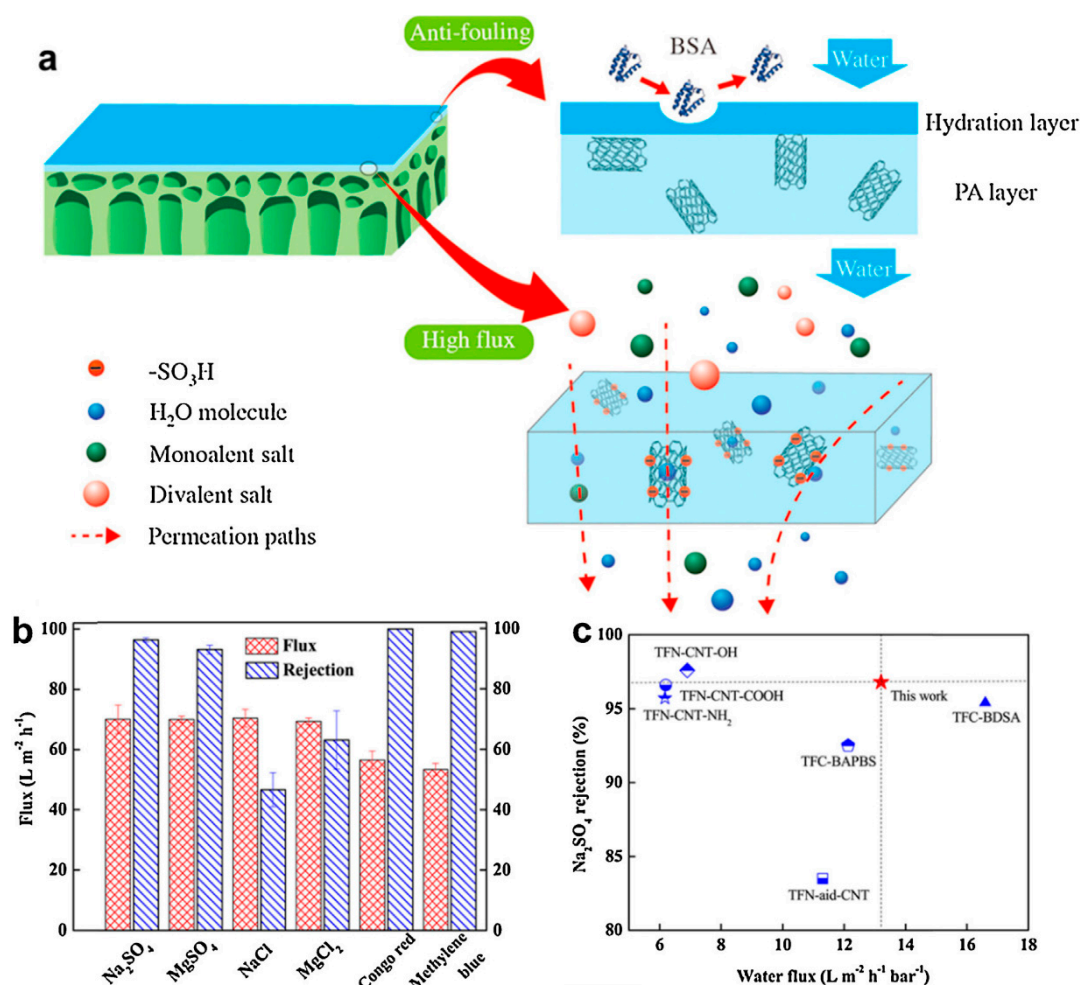 a
Anti-fouling
BSA
Water
Hydration layer
PA layer
Water
High flux
-SO3H
H2O molecule
Monoalent salt
Divalent salt
Permeation paths
b
100
80
60
40
20
0
Flux (L m-2 h-1)
Flux
Rejection
100
80
60
40
20
0
Na2SO4
MgSO4
NaCl
MgCl2
Congo red
Methylene
blue
c
100
95
90
85
80
Na2SO4 rejection (%)
TFN-CNT-OH
TFN-CNT-COOH
TFN-CNT-NH2
This work
TFC-BDSA
TFC-BAPBS
TFN-aid-CNT
6 8 10 12 14 16 18
Water flux (L m-2 h-1 bar-1)